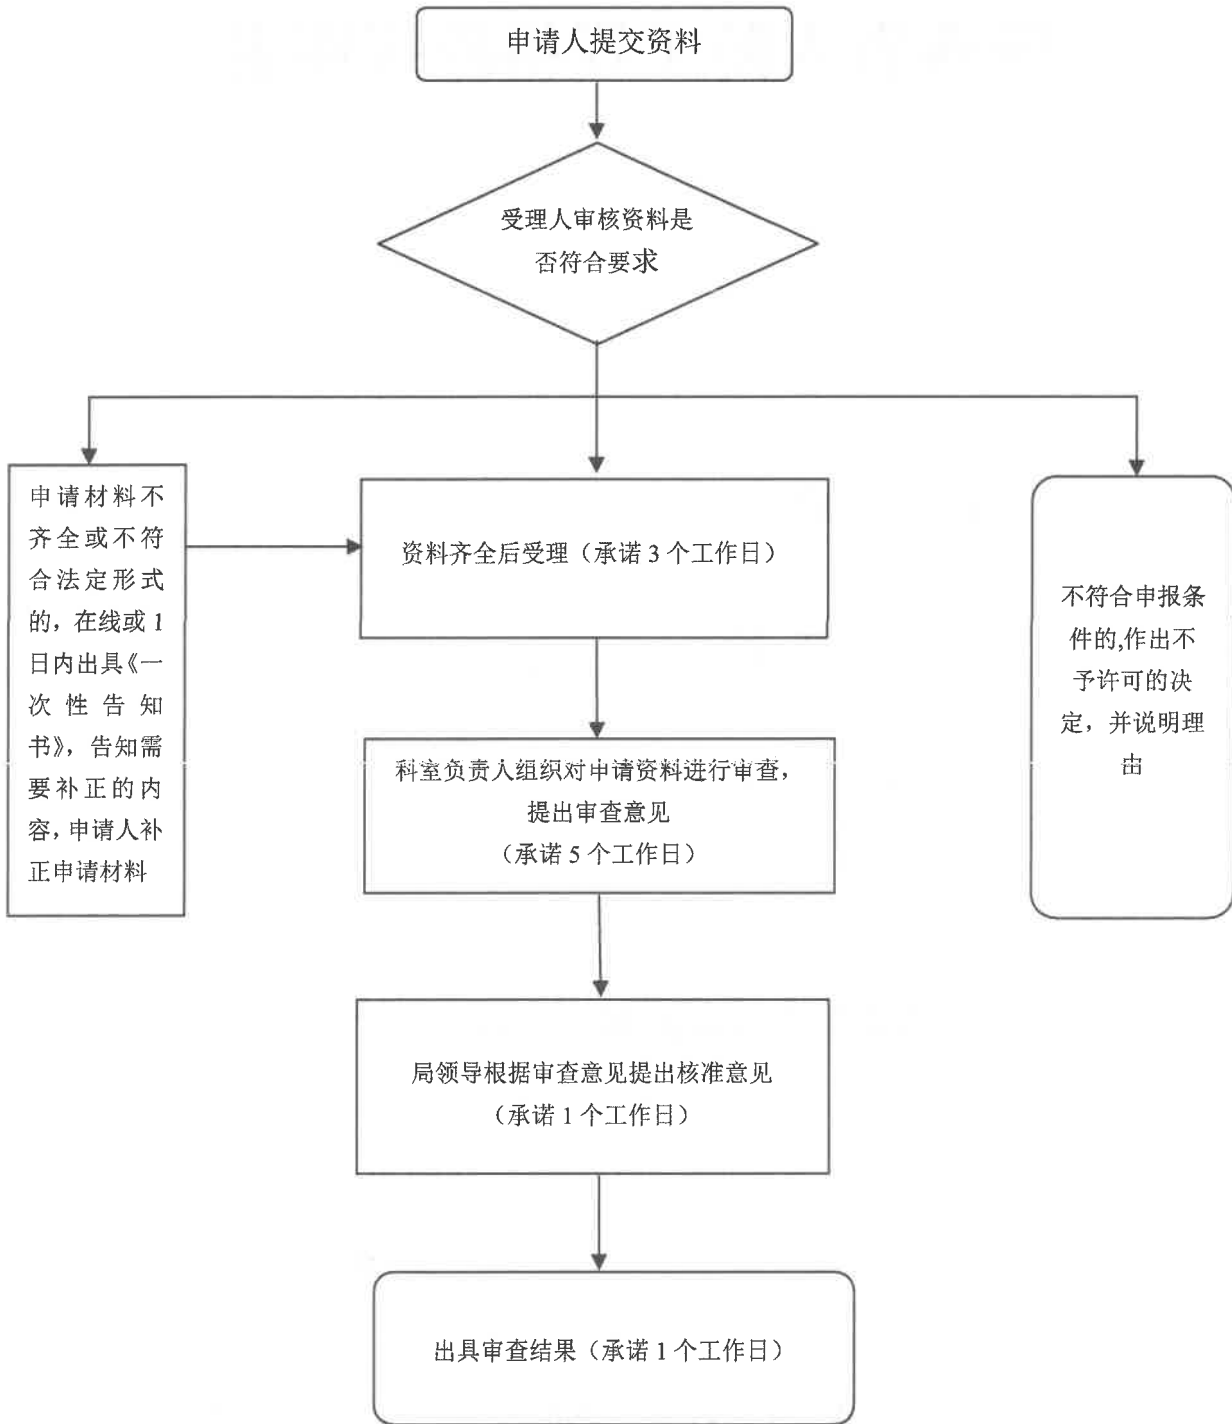 申请人提交资料
受理人审核资料是
否符合要求
申请材料不
齐全或不符
合法定形式
的，在线或 1
日内出具《一
次性告知
书》，告知需
要补正的内
容，申请人补
正申请材料
资料齐全后受理（承诺 3 个工作日）
不符合申报条
件的,作出不
予许可的决
定，并说明理
由
科室负责人组织对申请资料进行审查，
提出审查意见
（承诺 5 个工作日）
局领导根据审查意见提出核准意见
（承诺 1 个工作日）
出具审查结果（承诺 1 个工作日）